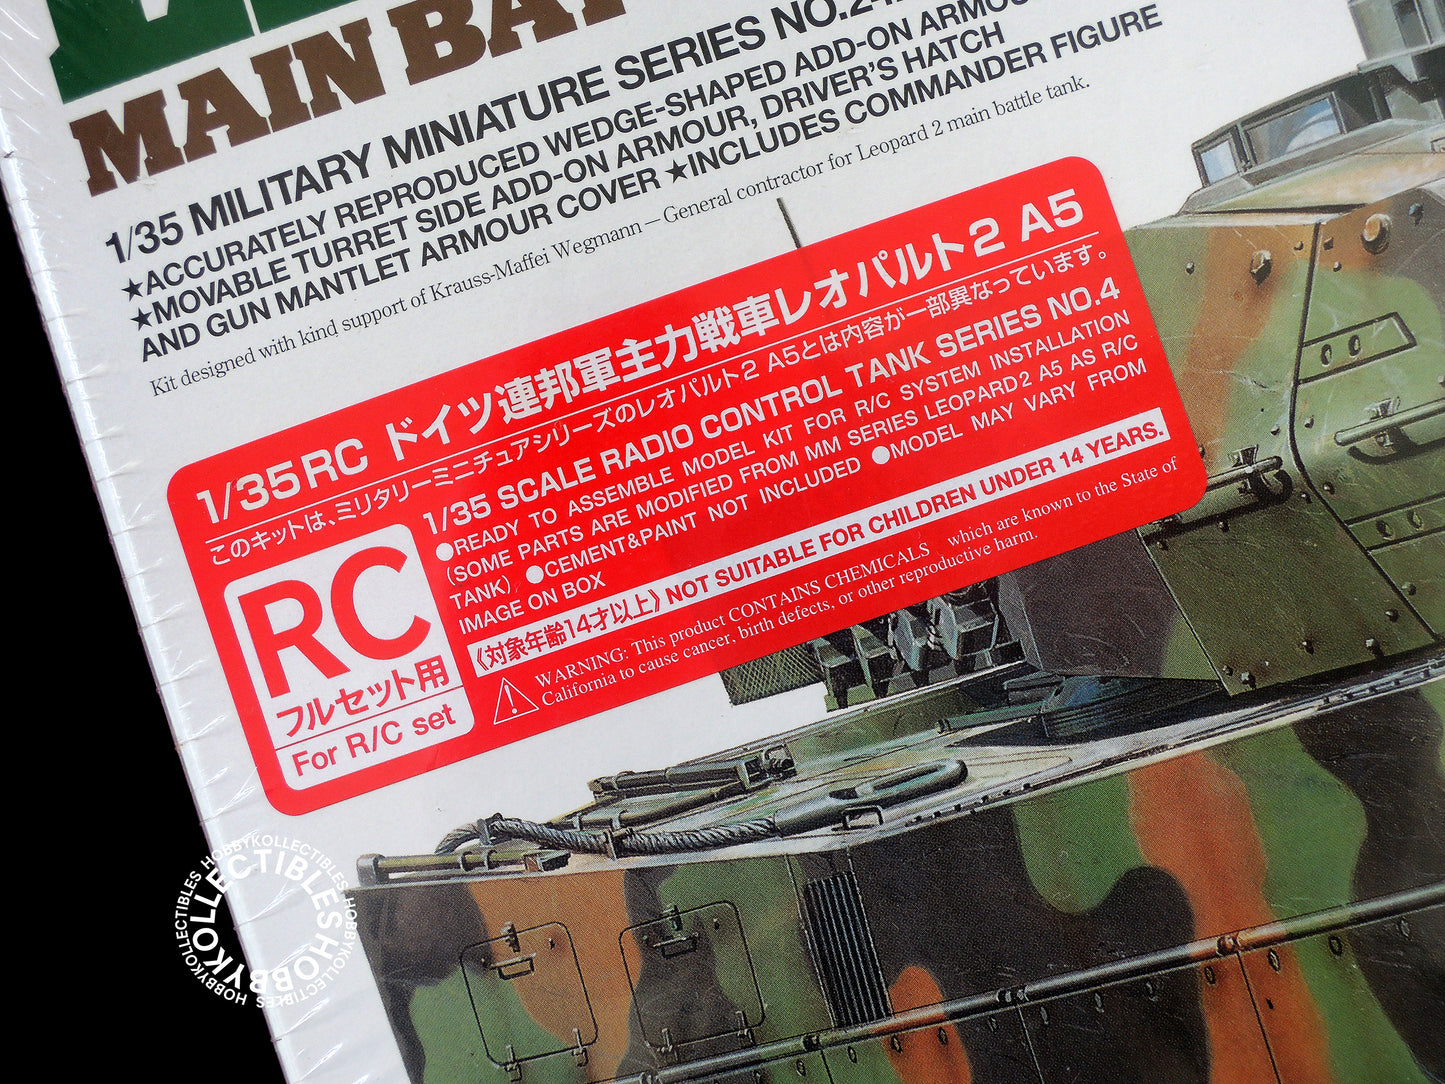 MAIN
1/35 MILITARY MINIATURE SERIES
★ACCURATELY REPRODUCED WEDGE-SHAPED ADD-ON
★MOVABLE TURRET SIDE ADD-ON ARMOUR, DRIVER'S HATCH
AND GUN MANTLET ARMOUR COVER ★INCLUDES COMMANDER FIGURE
Kit designed with kind support of Krauss-Maffei Wegmann – General contractor for Leopard 2 main battle tank.
1/35RC ドイツ連邦軍主力戦車レオパルト2 A5
このキットは、ミリタリーミニチュアシリーズのレオパルト2 A5とは内容が一部異なっています。
RC
フルセット用
For R/C set
1/35 SCALE RADIO CONTROL TANK SERIES NO.4
●READY TO ASSEMBLE MODEL KIT FOR R/C SYSTEM INSTALLATION
(SOME PARTS ARE MODIFIED FROM MM SERIES LEOPARD2 A5 AS R/C
TANK) ●CEMENT&PAINT NOT INCLUDED ●MODEL MAY VARY FROM
IMAGE ON BOX
《対象年齢14才以上》NOT SUITABLE FOR CHILDREN UNDER 14 YEARS.
WARNING: This product CONTAINS CHEMICALS which are known to the State of
California to cause cancer, birth defects, or other reproductive harm.
HOBBYKOLLECTIBLES HOBBYKOLLECTIBLES HOBBYKOLLECTIBLES
HOBBYKOLLECTIBLES